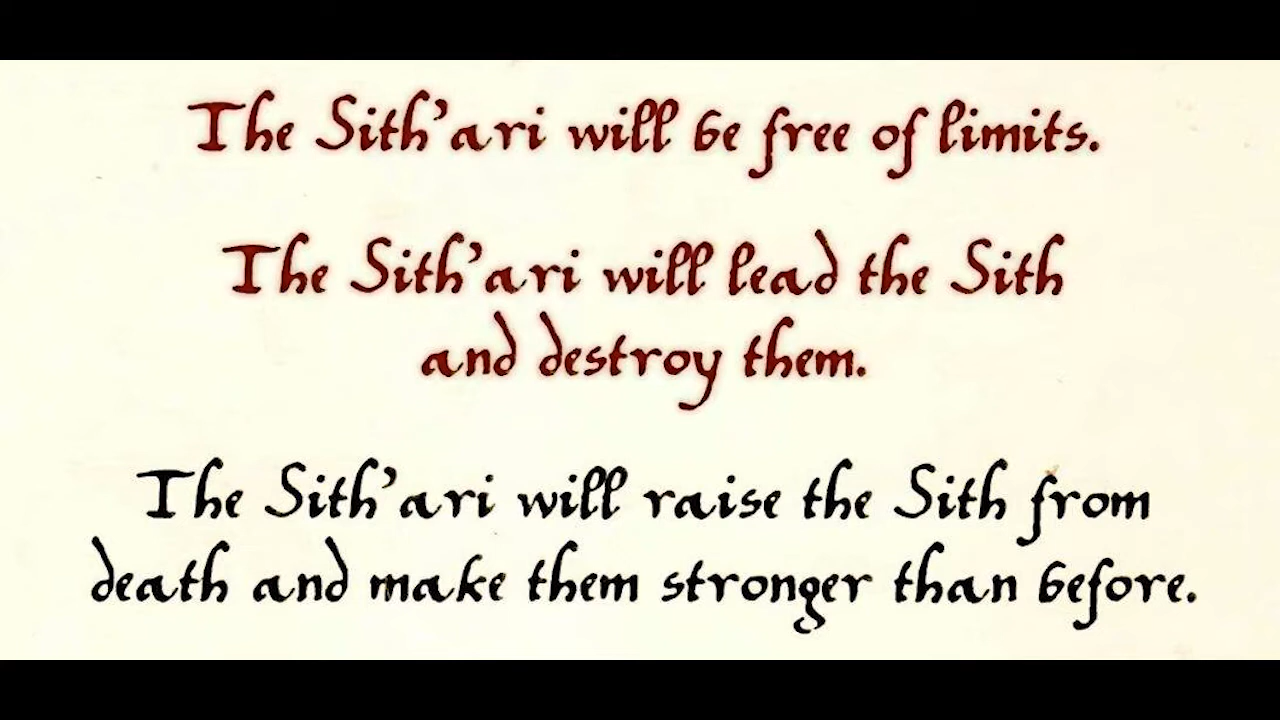 The Sith'ari will be free of limits.
The Sith'ari will lead the Sith
and destroy them.
The Sith'ari will raise the Sith from
death and make them stronger than before.